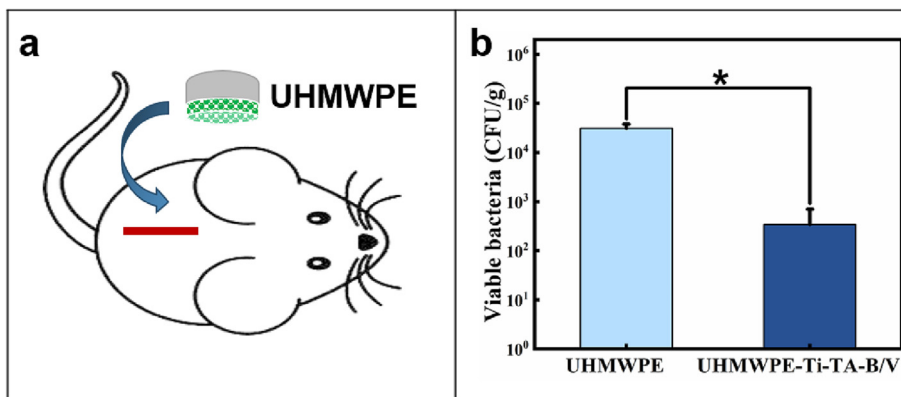 a
UHMWPE
b
*
Viable bacteria (CFU/g)
10⁶
10⁵
10⁴
10³
10²
10¹
10⁰
UHMWPE
UHMWPE-Ti-TA-B/V